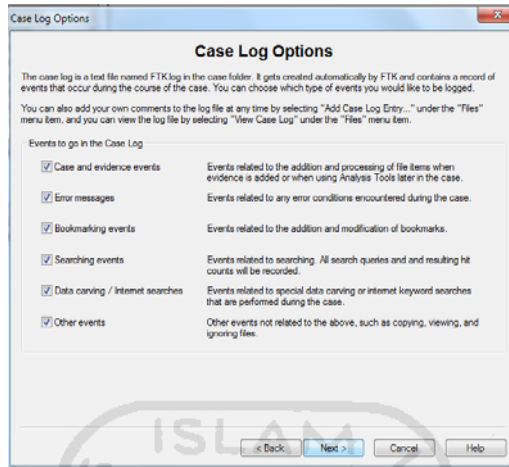 Case Log Options
Case Log Options
The case log is a text file named FTK.log in the case folder. It gets created automatically by FTK and contains a record of
events that occur during the course of the case. You can choose which type of events you would like to be logged.
You can also add your own comments to the log file at any time by selecting "Add Case Log Entry..." under the "Files"
menu item, and you can view the log file by selecting "View Case Log" under the "Files" menu item.
Events to go in the Case Log
Case and evidence events
Events related to the addition and processing of file items when
evidence is added or when using Analysis Tools later in the case.
Error messages
Events related to any error conditions encountered during the case.
Bookmarking events
Events related to the addition and modification of bookmarks.
Searching events
Events related to searching. All search queries and and resulting hit
counts will be recorded.
Data carving / Internet searches
Events related to special data carving or internet keyword searches
that are performed during the case.
Other events
Other events not related to the above, such as copying, viewing, and
ignoring files.
ISLAM
< Back
Next >
Cancel
Help